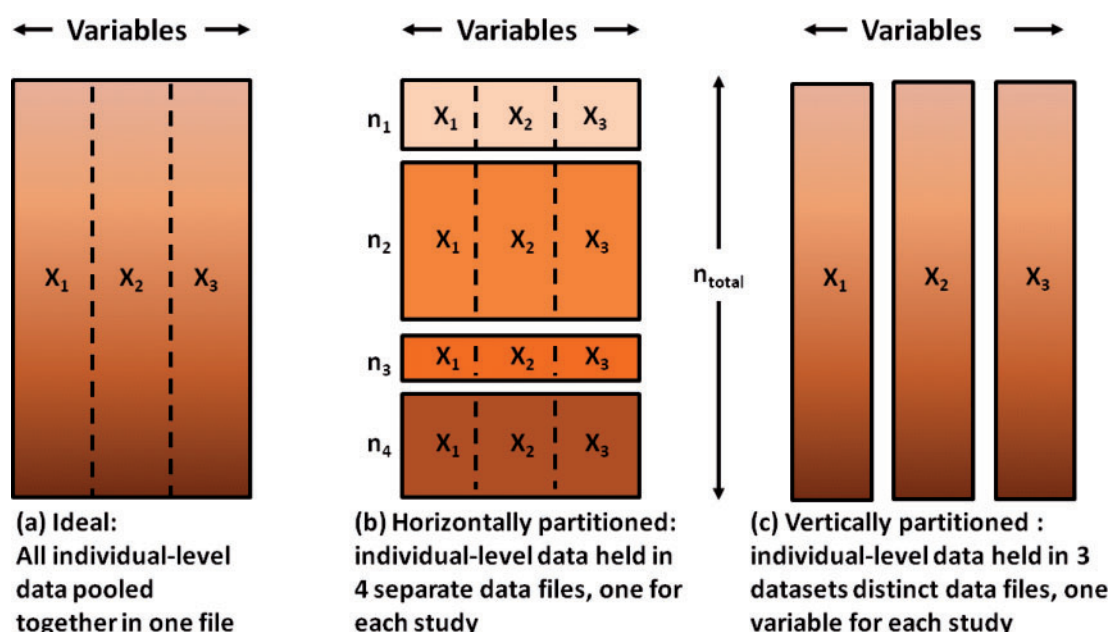 Variables
X1 X2 X3
(a) Ideal:
All individual-level
data pooled
together in one file
Variables
n1 X1 X2 X3
n2 X1 X2 X3
n3 X1 X2 X3
n4 X1 X2 X3
(b) Horizontally partitioned:
individual-level data held in
4 separate data files, one for
each study
ntotal
Variables
X1 X2 X3
(c) Vertically partitioned :
individual-level data held in 3
datasets distinct data files, one
variable for each study